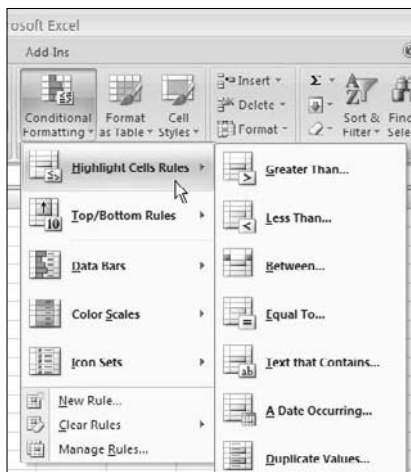 rosoft Excel
Add Ins
Conditional Formatting
Format as Table
Cell Styles
Insert
Delete
Format
Σ
A
Z
Sort & Filter
Find
Sele
Highlight Cells Rules
Top/Bottom Rules
10
Data Bars
Color Scales
Icon Sets
New Rule...
Clear Rules
Manage Rules...
Greater Than...
Less Than...
Between...
Equal To...
Text that Contains...
ab
A Date Occurring...
Duplicate Values...